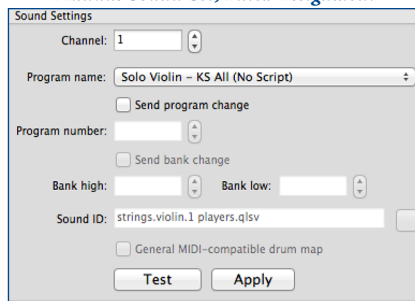 Sound Settings
Channel: 1
Program name: Solo Violin - KS All (No Script)
Send program change
Program number:
Send bank change
Bank high: Bank low:
Sound ID: strings.violin.1 players.qlsv
General MIDI-compatible drum map
Test Apply